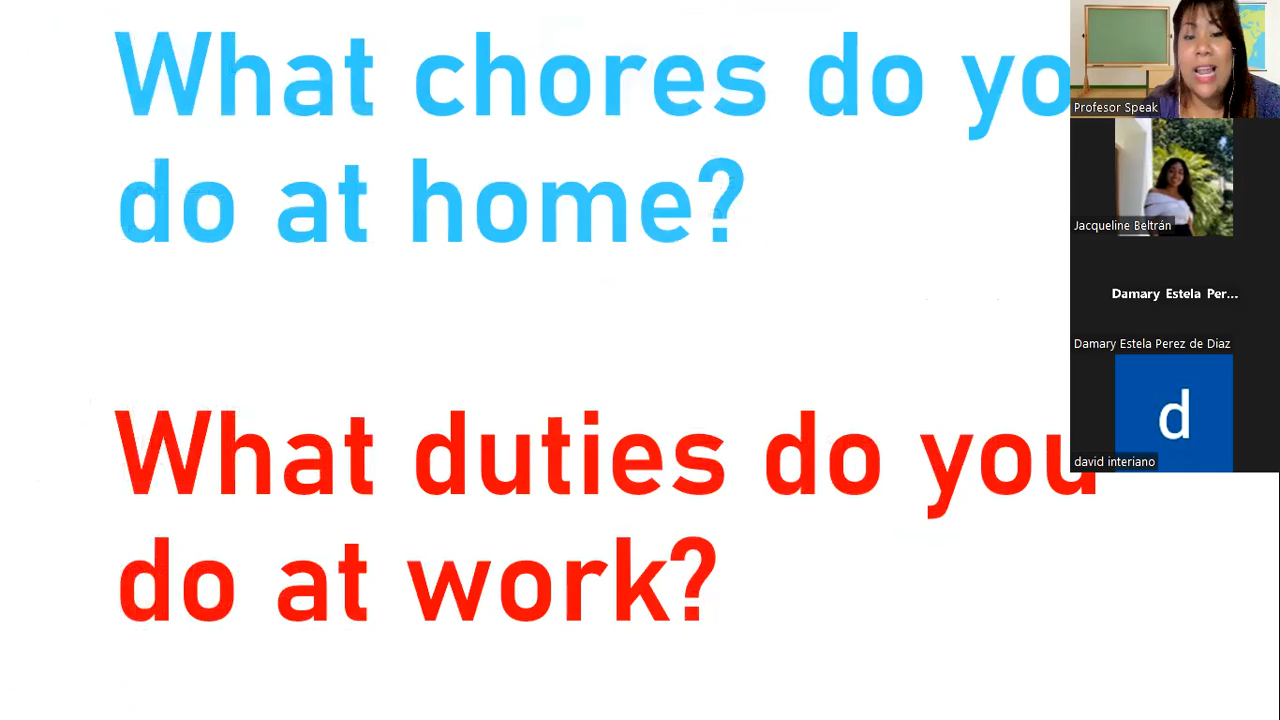 What chores do yo
do at home?
What duties do you
do at work?
Profesor Speak
Jacqueline Beltrán
Damary Estela Per...
Damary Estela Perez de Diaz
d
david interiano